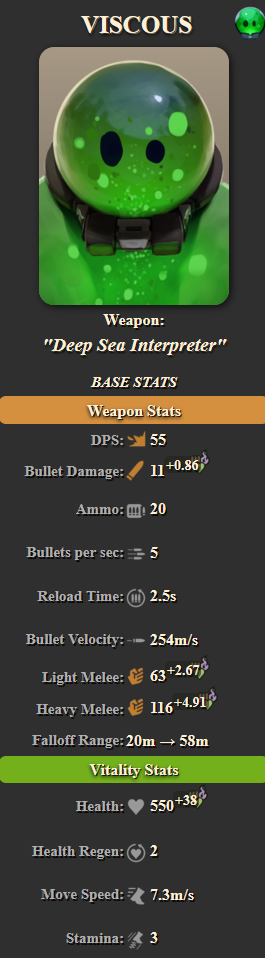 VISCOUS
Weapon:
"Deep Sea Interpreter"
BASE STATS
Weapon Stats
DPS: 55
Bullet Damage: 11 +0.86
Ammo: 20
Bullets per sec: 5
Reload Time: 2.5s
Bullet Velocity: 254m/s
Light Melee: 63 +2.67
Heavy Melee: 116 +4.91
Falloff Range: 20m → 58m
Vitality Stats
Health: 550 +38
Health Regen: 2
Move Speed: 7.3m/s
Stamina: 3